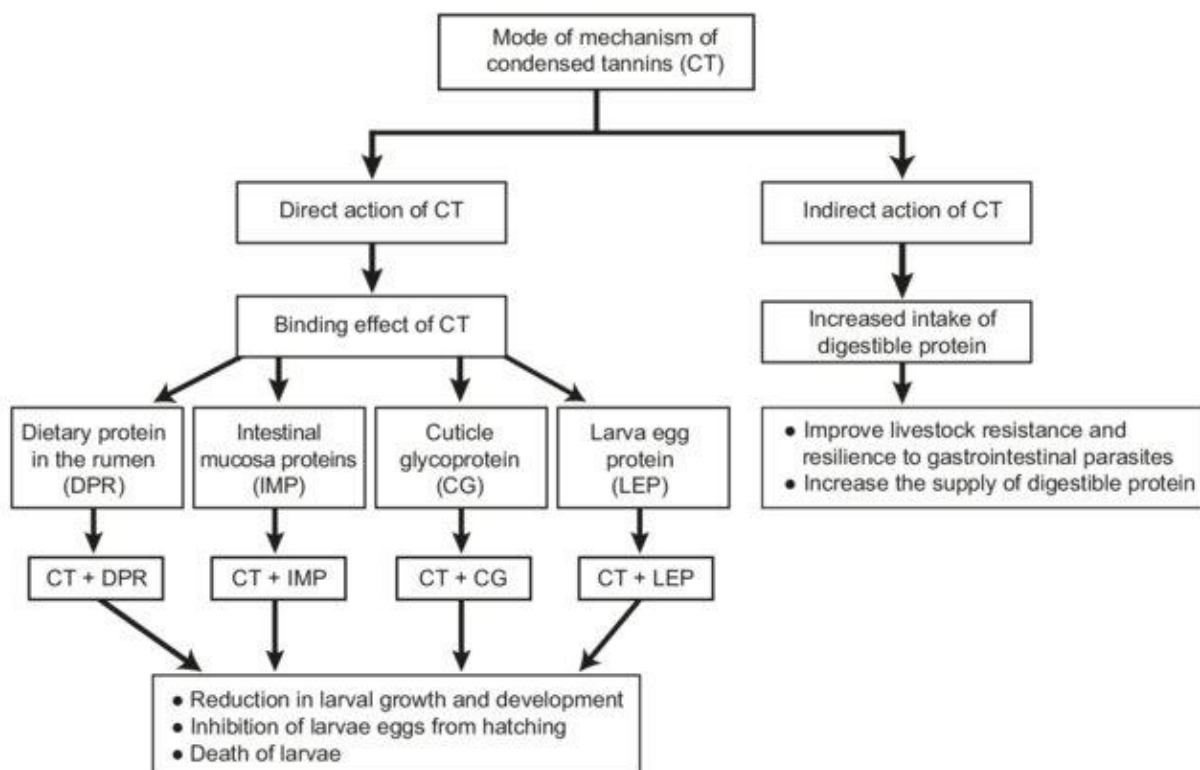 Mode of mechanism of
condensed tannins (CT)
Direct action of CT
Indirect action of CT
Binding effect of CT
Increased intake of
digestible protein
Dietary protein
in the rumen
(DPR)
Intestinal
mucosa proteins
(IMP)
Cuticle
glycoprotein
(CG)
Larva egg
protein
(LEP)
● Improve livestock resistance and
resilience to gastrointestinal parasites
● Increase the supply of digestible protein
CT + DPR
CT + IMP
CT + CG
CT + LEP
● Reduction in larval growth and development
● Inhibition of larvae eggs from hatching
● Death of larvae